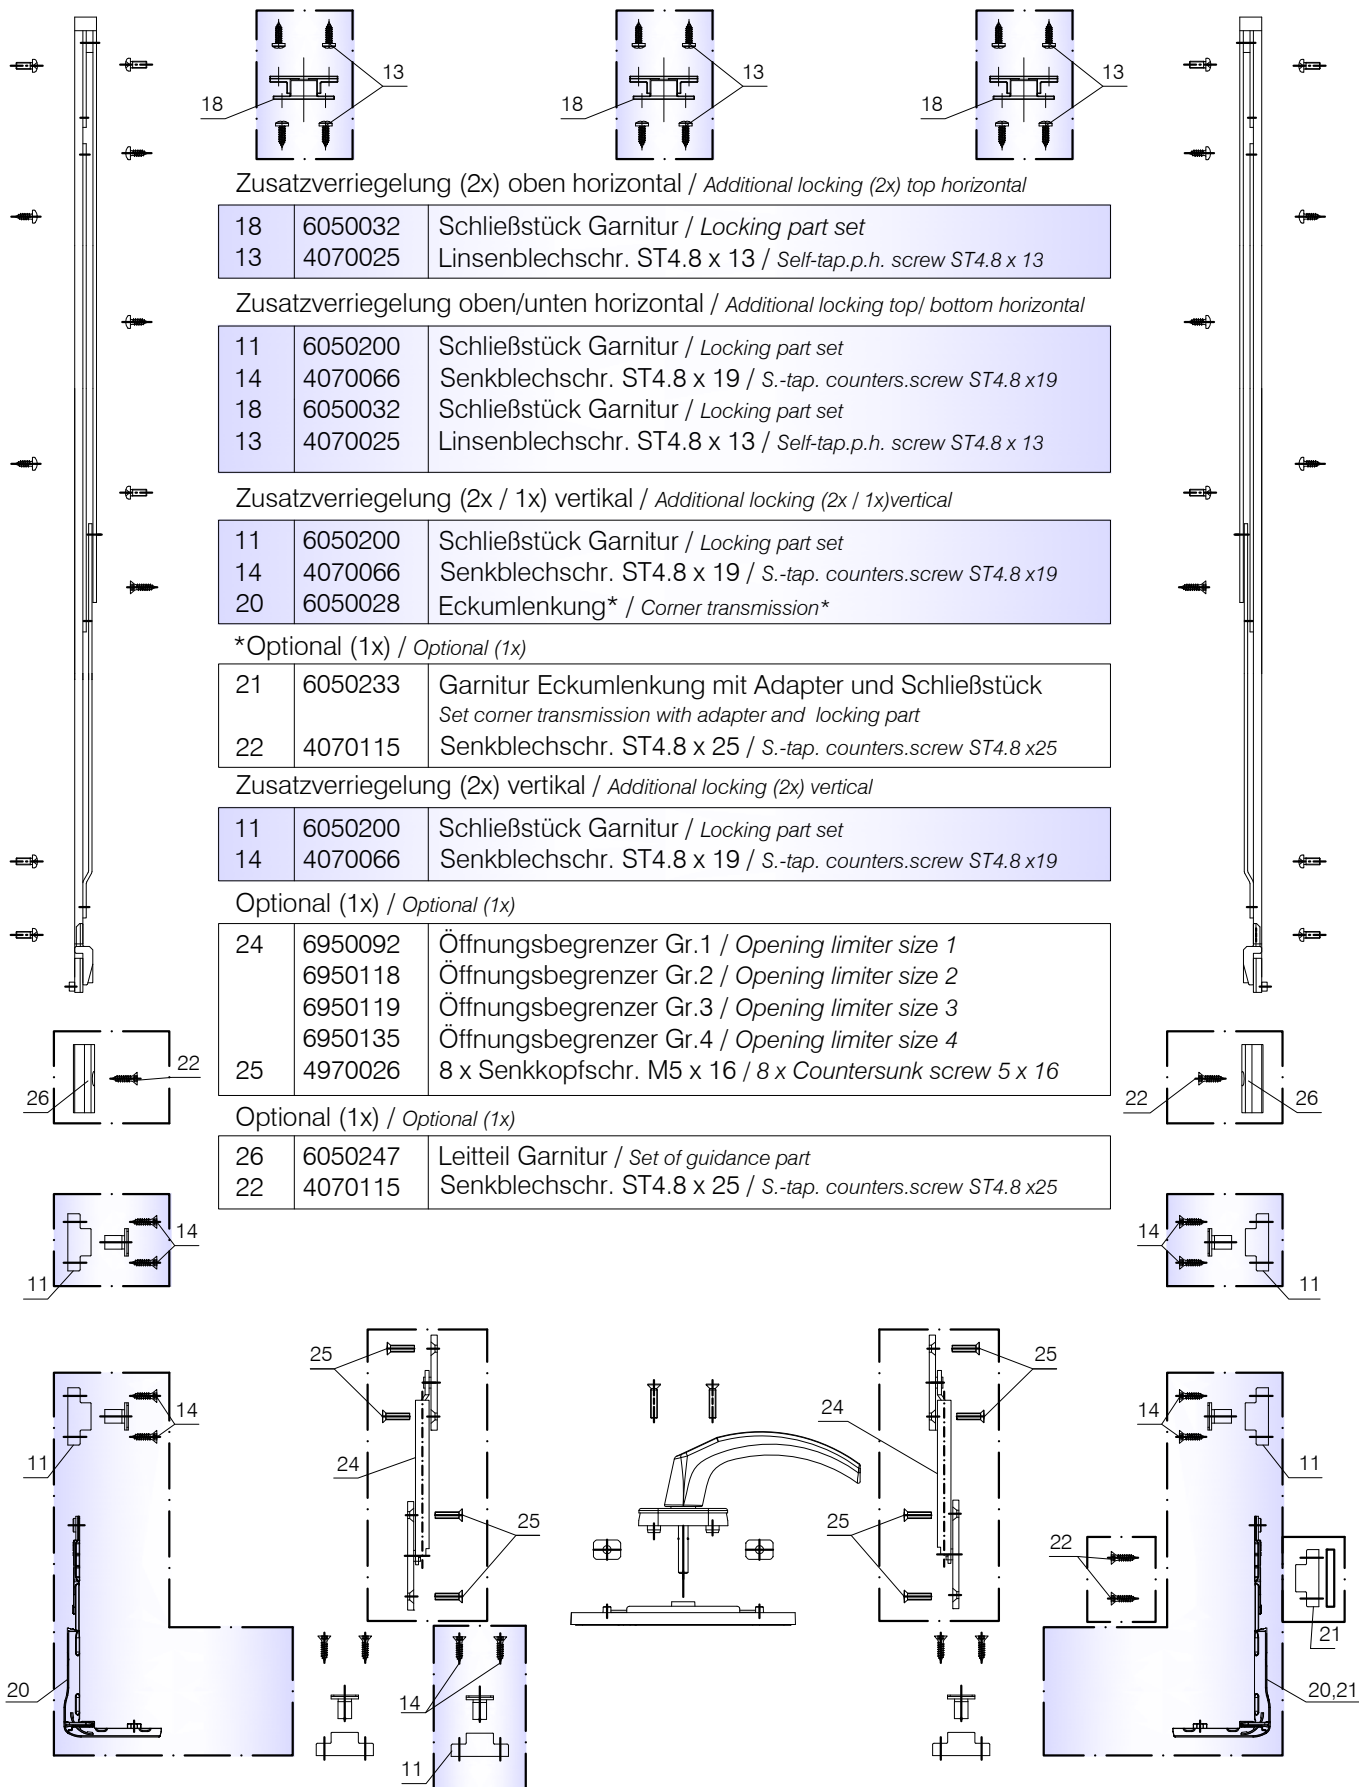 13
13
13
18
18
18
Zusatzverriegelung (2x) oben horizontal / Additional locking (2x) top horizontal
18 6050032 Schließstück Garnitur / Locking part set
13 4070025 Linsenblechschr. ST4.8 x 13 / Self-tap.p.h. screw ST4.8 x 13
Zusatzverriegelung oben/unten horizontal / Additional locking top/ bottom horizontal
11 6050200 Schließstück Garnitur / Locking part set
14 4070066 Senkblechschr. ST4.8 x 19 / S.-tap. counters.screw ST4.8 x19
18 6050032 Schließstück Garnitur / Locking part set
13 4070025 Linsenblechschr. ST4.8 x 13 / Self-tap.p.h. screw ST4.8 x 13
Zusatzverriegelung (2x / 1x) vertikal / Additional locking (2x / 1x)vertical
11 6050200 Schließstück Garnitur / Locking part set
14 4070066 Senkblechschr. ST4.8 x 19 / S.-tap. counters.screw ST4.8 x19
20 6050028 Eckumlenkung* / Corner transmission*
*Optional (1x) / Optional (1x)
21 6050233 Garnitur Eckumlenkung mit Adapter und Schließstück
Set corner transmission with adapter and locking part
22 4070115 Senkblechschr. ST4.8 x 25 / S.-tap. counters.screw ST4.8 x25
Zusatzverriegelung (2x) vertikal / Additional locking (2x) vertical
11 6050200 Schließstück Garnitur / Locking part set
14 4070066 Senkblechschr. ST4.8 x 19 / S.-tap. counters.screw ST4.8 x19
Optional (1x) / Optional (1x)
24 6950092 Öffnungsbegrenzer Gr.1 / Opening limiter size 1
6950118 Öffnungsbegrenzer Gr.2 / Opening limiter size 2
6950119 Öffnungsbegrenzer Gr.3 / Opening limiter size 3
6950135 Öffnungsbegrenzer Gr.4 / Opening limiter size 4
25 4970026 8 x Senkkopfschr. M5 x 16 / 8 x Countersunk screw 5 x 16
Optional (1x) / Optional (1x)
26 6050247 Leitteil Garnitur / Set of guidance part
22 4070115 Senkblechschr. ST4.8 x 25 / S.-tap. counters.screw ST4.8 x25
22
26
22
26
14
11
14
11
25
25
14
24
24
14
11
11
25
25
22
21
20
14
20,21
11